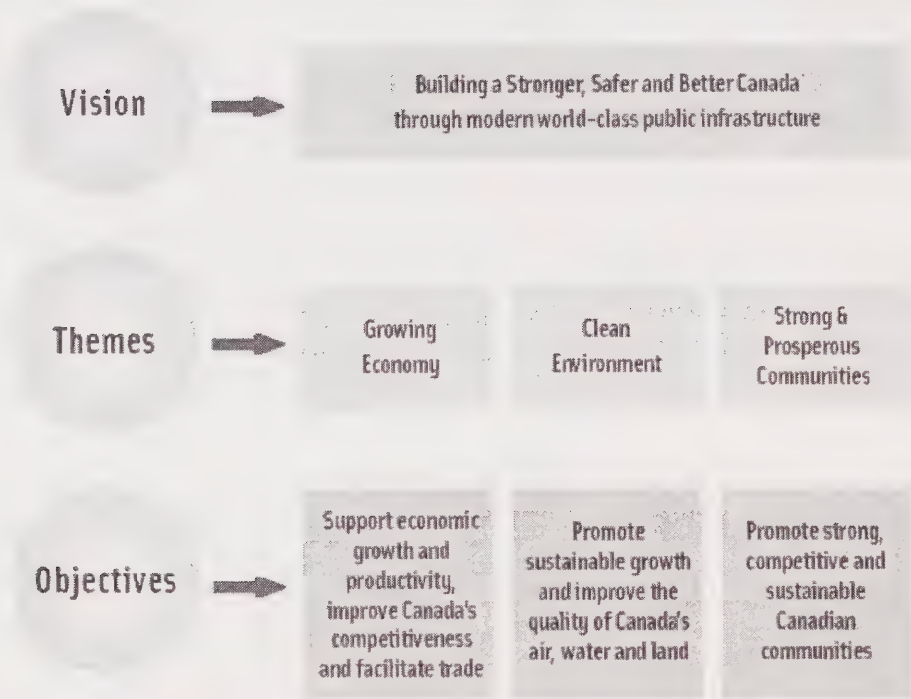 Vision
Building a Stronger, Safer and Better Canada
through modern world-class public infrastructure
Themes
Growing
Economy
Clean
Environment
Strong &
Prosperous
Communities
Objectives
Support economic
growth and
productivity,
improve Canada's
competitiveness
and facilitate trade
Promote
sustainable growth
and improve the
quality of Canada's
air, water and land
Promote strong,
competitive and
sustainable
Canadian
communities